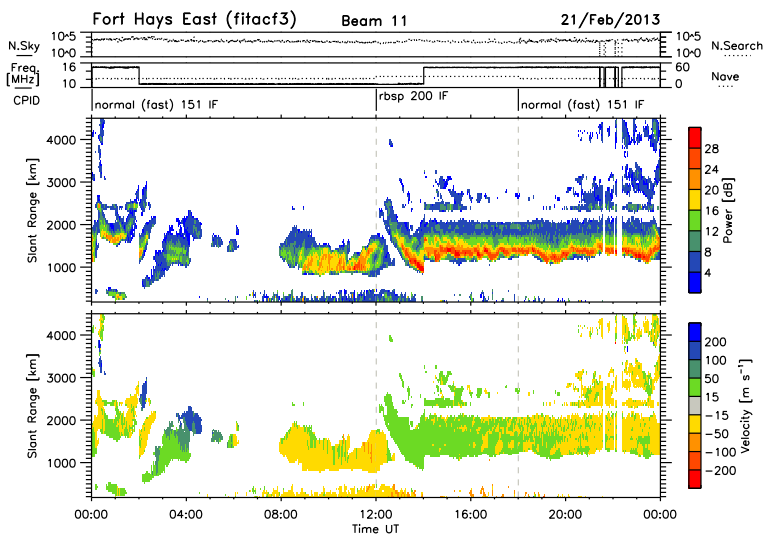 Fort Hays East (fitacf3) Beam 11 21/Feb/2013
N.Sky 10^5 10^0 10^5 10^0 N.Search
Freq. [MHz] 16 10 60 0 Nave
CPID normal (fast) 151 IF rbsp 200 IF normal (fast) 151 IF
Slant Range [km] 4000 3000 2000 1000
28 24 20 16 12 8 4 Power [dB]
Slant Range [km] 4000 3000 2000 1000
200 100 50 15 −15 −50 −100 −200 Velocity [m s⁻¹]
00:00 04:00 08:00 12:00 16:00 20:00 00:00
Time UT